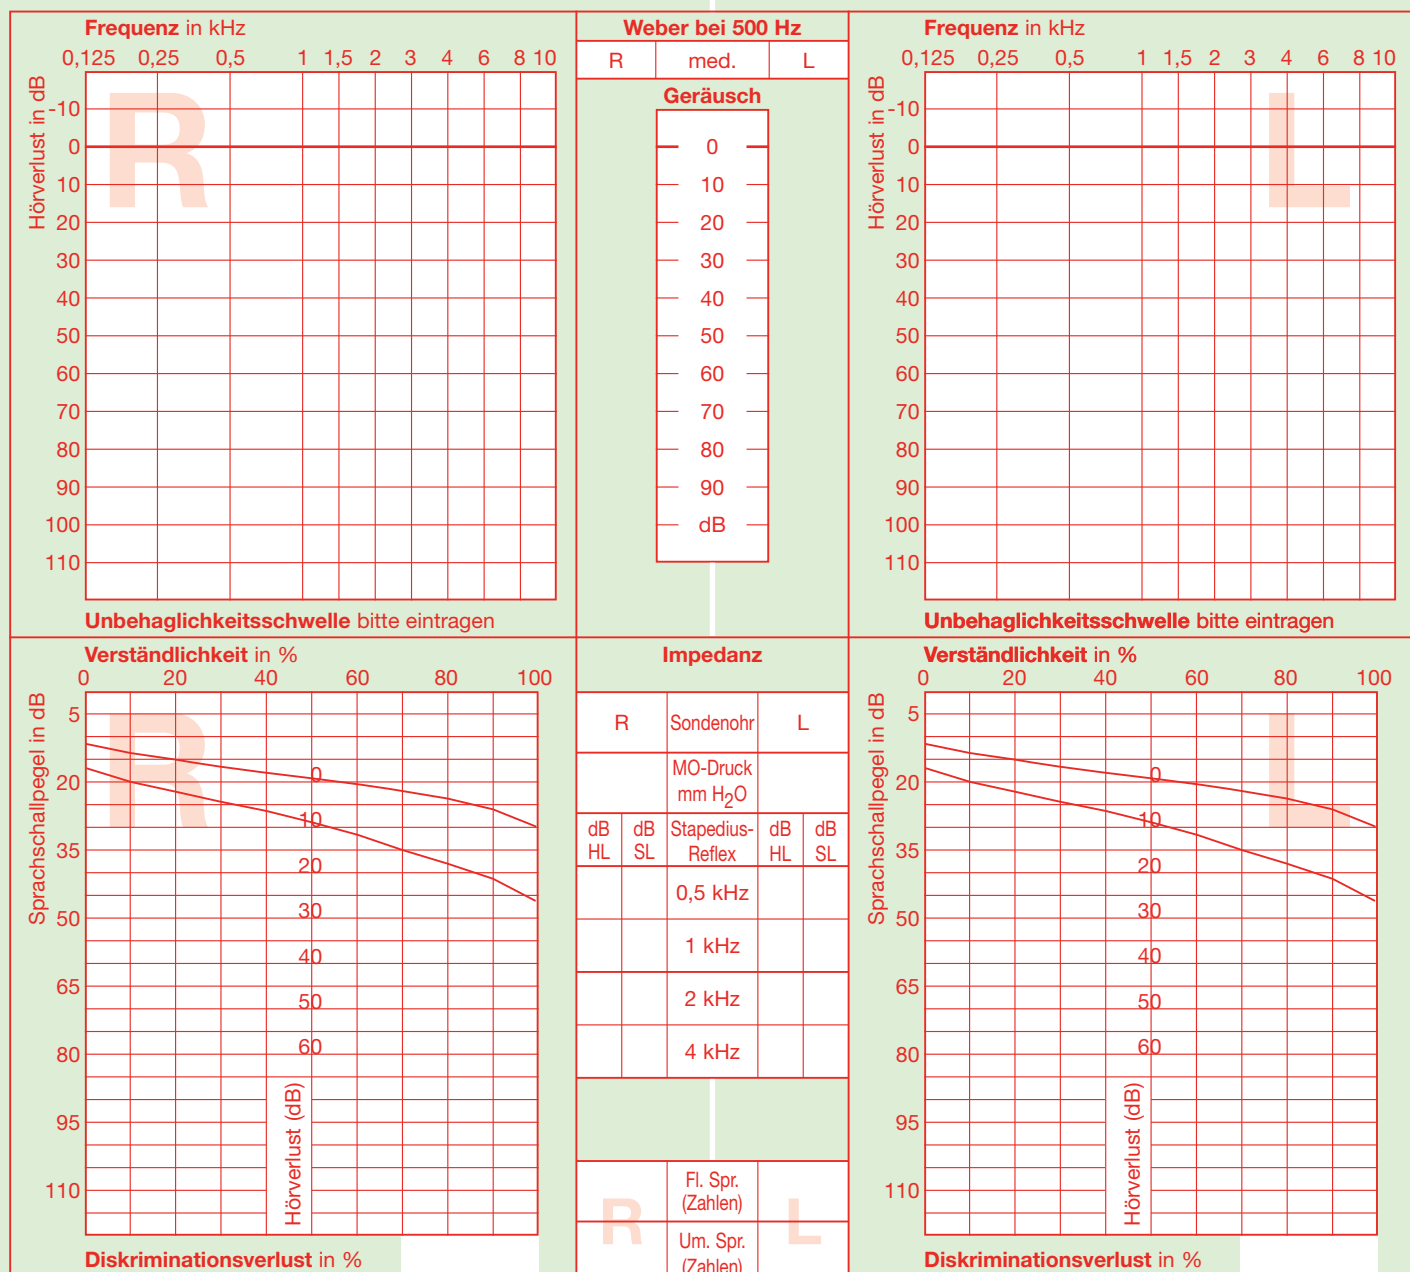 Frequenz in kHz
0,125 0,25 0,5 1 1,5 2 3 4 6 8 10
Hörverlust in dB
-10
0
10
20
30
40
50
60
70
80
90
100
110
R
Unbehaglichkeitsschwelle bitte eintragen
Weber bei 500 Hz
R med. L
Geräusch
0
10
20
30
40
50
60
70
80
90
dB
Frequenz in kHz
0,125 0,25 0,5 1 1,5 2 3 4 6 8 10
Hörverlust in dB
-10
0
10
20
30
40
50
60
70
80
90
100
110
L
Unbehaglichkeitsschwelle bitte eintragen
Verständlichkeit in %
0 20 40 60 80 100
Sprachschallpegel in dB
5
20
35
50
65
80
95
110
R
0
10
20
30
40
50
60
Hörverlust (dB)
Diskriminationsverlust in %
Impedanz
R Sondenohr L
MO-Druck
mm H2O
dB dB Stapedius- dB dB
HL SL Reflex HL SL
0,5 kHz
1 kHz
2 kHz
4 kHz
Fl. Spr.
(Zahlen)
R L
Um. Spr.
(Zahlen)
Verständlichkeit in %
0 20 40 60 80 100
Sprachschallpegel in dB
5
20
35
50
65
80
95
110
L
0
10
20
30
40
50
60
Hörverlust (dB)
Diskriminationsverlust in %